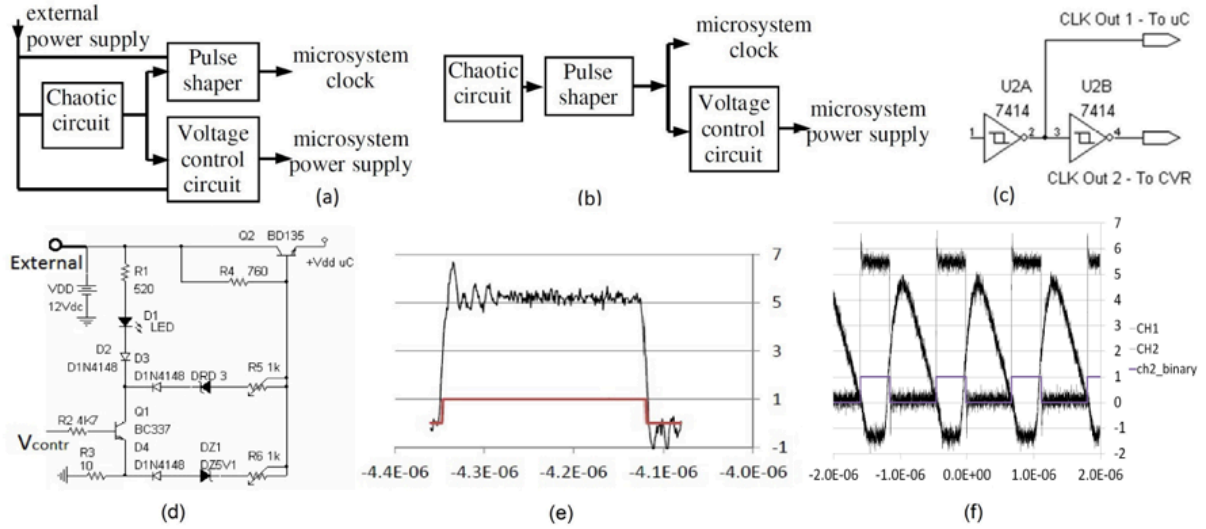 external
power supply
Pulse
shaper
microsystem
clock
Chaotic
circuit
Voltage
control
circuit
microsystem
power supply
(a)
Chaotic
circuit
Pulse
shaper
microsystem
clock
Voltage
control
circuit
microsystem
power supply
(b)
CLK Out 1 - To uC
U2A
7414
U2B
7414
1
2
3
4
CLK Out 2 - To CVR
(c)
External
Q2 BD135
+Vdd uC
R1
520
R4 760
VDD
12Vdc
D1
LED
D2
D1N4148
D3
D1N4148
DRD 3
R5 1k
R2 4K7
Q1
BC337
Vcontr
R3
10
D4
D1N4148
DZ1
DZ5V1
R6 1k
(d)
7
5
3
1
-1
-4.4E-06 -4.3E-06 -4.2E-06 -4.1E-06 -4.0E-06
(e)
7
6
5
4
3
2
1
0
-1
-2
CH1
CH2
ch2_binary
-2.0E-06 -1.0E-06 0.0E+00 1.0E-06 2.0E-06
(f)